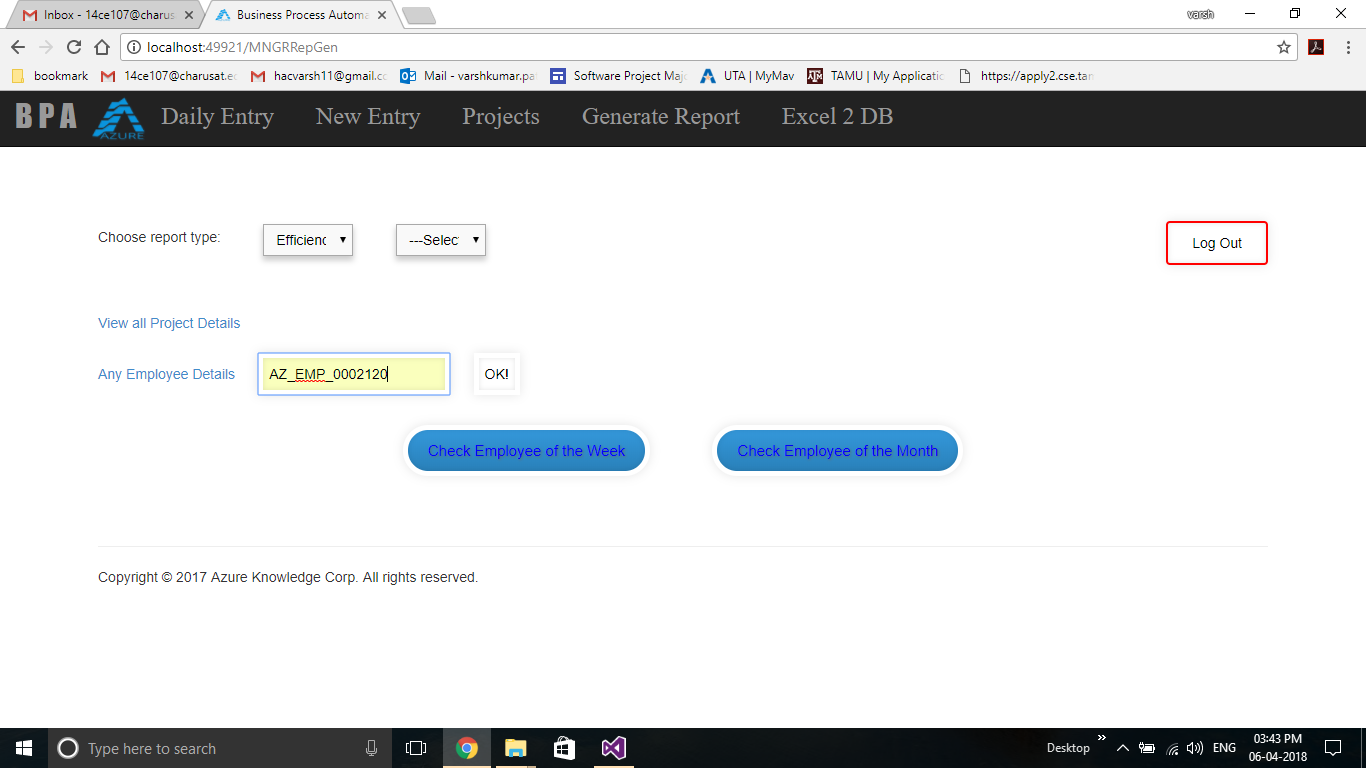 Inbox - 14ce107@charus
Business Process Automa
varsh
localhost:49921/MNGRRepGen
bookmark 14ce107@charusat.ec hacvarsh11@gmail.cc Mail - varshkumar.pa Software Project Majo UTA | MyMav TAMU | My Applicatic https://apply2.cse.tan
BPA AZURE Daily Entry New Entry Projects Generate Report Excel 2 DB
Choose report type: Efficienc ---Selec Log Out
View all Project Details
Any Employee Details AZ_EMP_0002120 OK!
Check Employee of the Week Check Employee of the Month
Copyright © 2017 Azure Knowledge Corp. All rights reserved.
Type here to search Desktop ENG 03:43 PM
06-04-2018